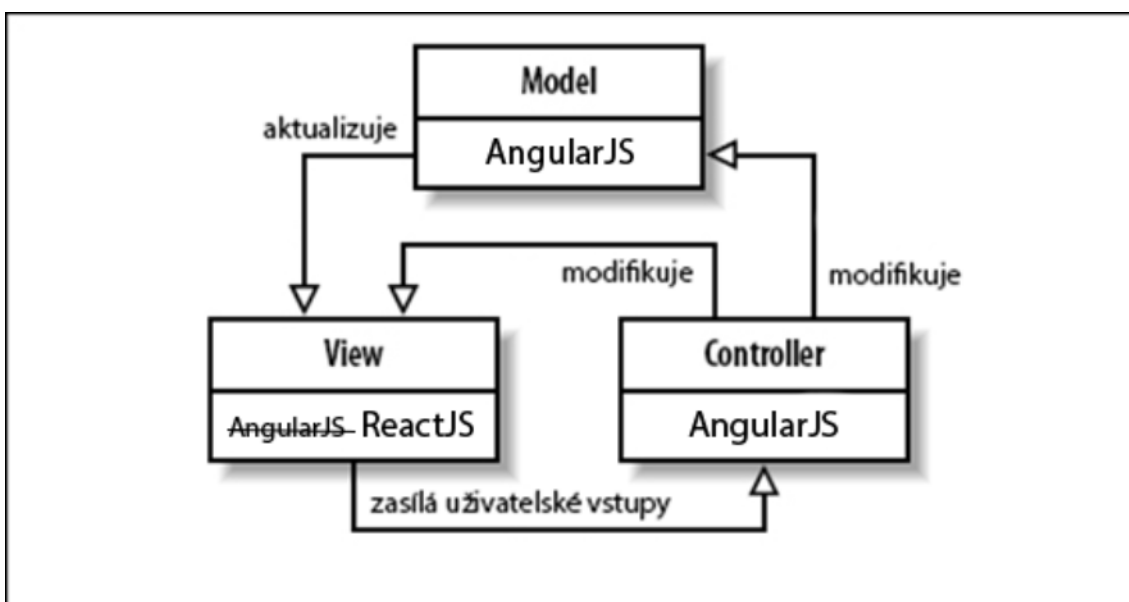 Model
aktualizuje
AngularJS
modifikuje
modifikuje
View
Controller
AngularJS ReactJS
AngularJS
zasílá uživatelské vstupy